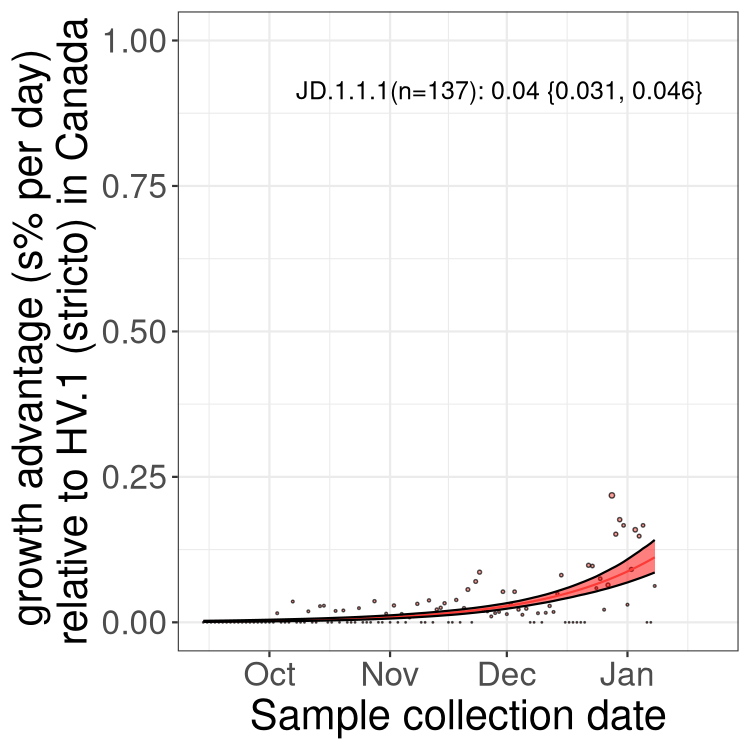 growth advantage (s% per day)
relative to HV.1 (stricto) in Canada
1.00
0.75
0.50
0.25
0.00
JD.1.1.1(n=137): 0.04 {0.031, 0.046}
Oct Nov Dec Jan
Sample collection date